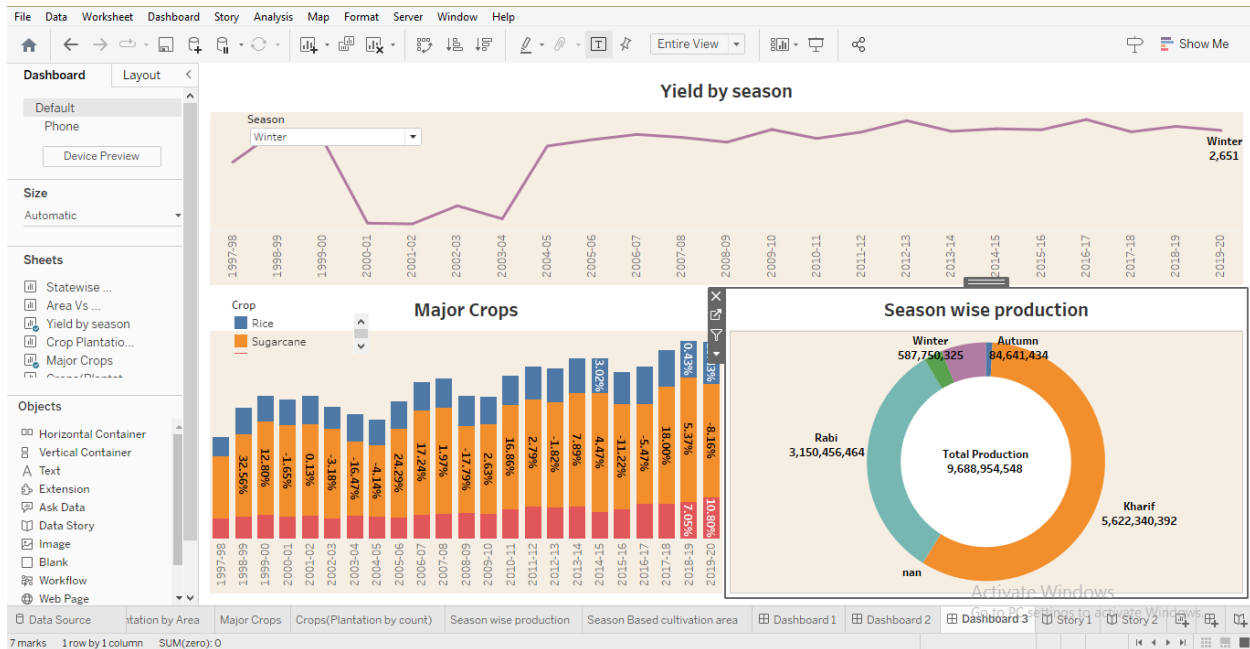 File Data Worksheet Dashboard Story Analysis Map Format Server Window Help
Entire View
Show Me
Dashboard Layout
Default
Phone
Device Preview
Size
Automatic
Sheets
Statewise ...
Area Vs ...
Yield by season
Crop Plantatio...
Major Crops
Objects
Horizontal Container
Vertical Container
Text
Extension
Ask Data
Data Story
Image
Blank
Workflow
Web Page
Yield by season
Season
Winter
Winter
2,651
1997-98 1998-99 1999-00 2000-01 2001-02 2002-03 2003-04 2004-05 2005-06 2006-07 2007-08 2008-09 2009-10 2010-11 2011-12 2012-13 2013-14 2014-15 2015-16 2016-17 2017-18 2018-19 2019-20
Major Crops
Crop
Rice
Sugarcane
3.02% 0.43%
32.56% 12.80% -1.65% 0.13% -3.18% -16.47% -4.14% 24.29% 17.24% 1.97% -17.79% 2.63% 16.86% 2.79% -1.82% 7.89% 4.47% -11.22% -5.47% 18.00% 5.37% -8.16%
7.05% 10.80%
1997-98 1998-99 1999-00 2000-01 2001-02 2002-03 2003-04 2004-05 2005-06 2006-07 2007-08 2008-09 2009-10 2010-11 2011-12 2012-13 2013-14 2014-15 2015-16 2016-17 2017-18 2018-19 2019-20
Season wise production
Winter
587,750,325
Autumn
84,641,434
Rabi
3,150,456,464
Total Production
9,688,954,548
Kharif
5,622,340,392
nan
Activate Windows
Go to PC settings to activate Windows.
Data Source ntation by Area Major Crops Crops(Plantation by count) Season wise production Season Based cultivation area Dashboard 1 Dashboard 2 Dashboard 3 Story 1 Story 2
7 marks 1 row by 1 column SUM(zero): 0